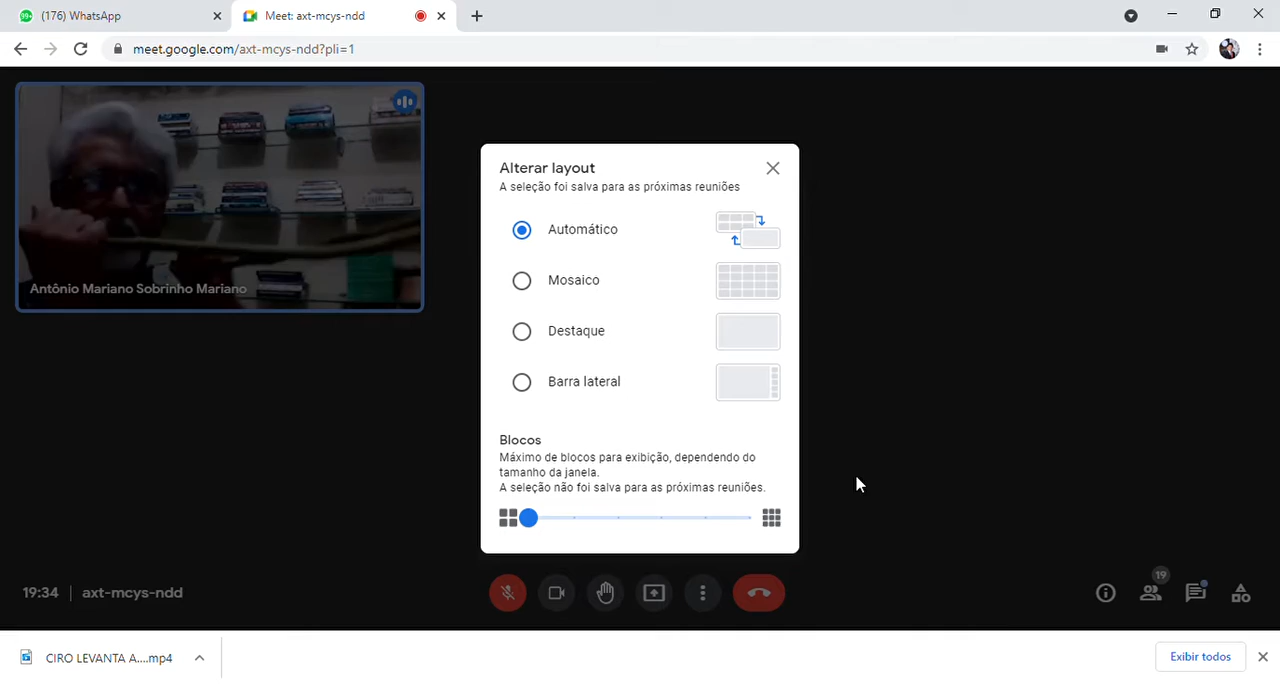 99+
(176) WhatsApp
Meet: axt-mcys-ndd
meet.google.com/axt-mcys-ndd?pli=1
Antônio Mariano Sobrinho Mariano
Alterar layout
A seleção foi salva para as próximas reuniões
Automático
Mosaico
Destaque
Barra lateral
Blocos
Máximo de blocos para exibição, dependendo do
tamanho da janela.
A seleção não foi salva para as próximas reuniões.
19:34 | axt-mcys-ndd
19
CIRO LEVANTA A....mp4
Exibir todos